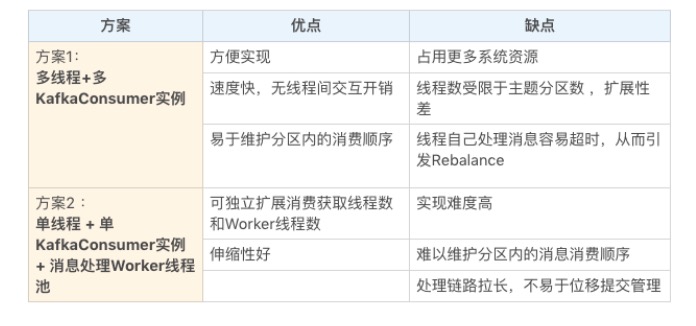 方案 优点 缺点
方案1：
多线程+多
KafkaConsumer实例
方便实现
占用更多系统资源
速度快，无线程间交互开销
线程数受限于主题分区数 ，扩展性
差
易于维护分区内的消费顺序
线程自己处理消息容易超时，从而引
发Rebalance
方案2 ：
单线程 + 单
KafkaConsumer实例
+ 消息处理Worker线程
池
可独立扩展消费获取线程数
和Worker线程数
实现难度高
伸缩性好
难以维护分区内的消息消费顺序
处理链路拉长，不易于位移提交管理